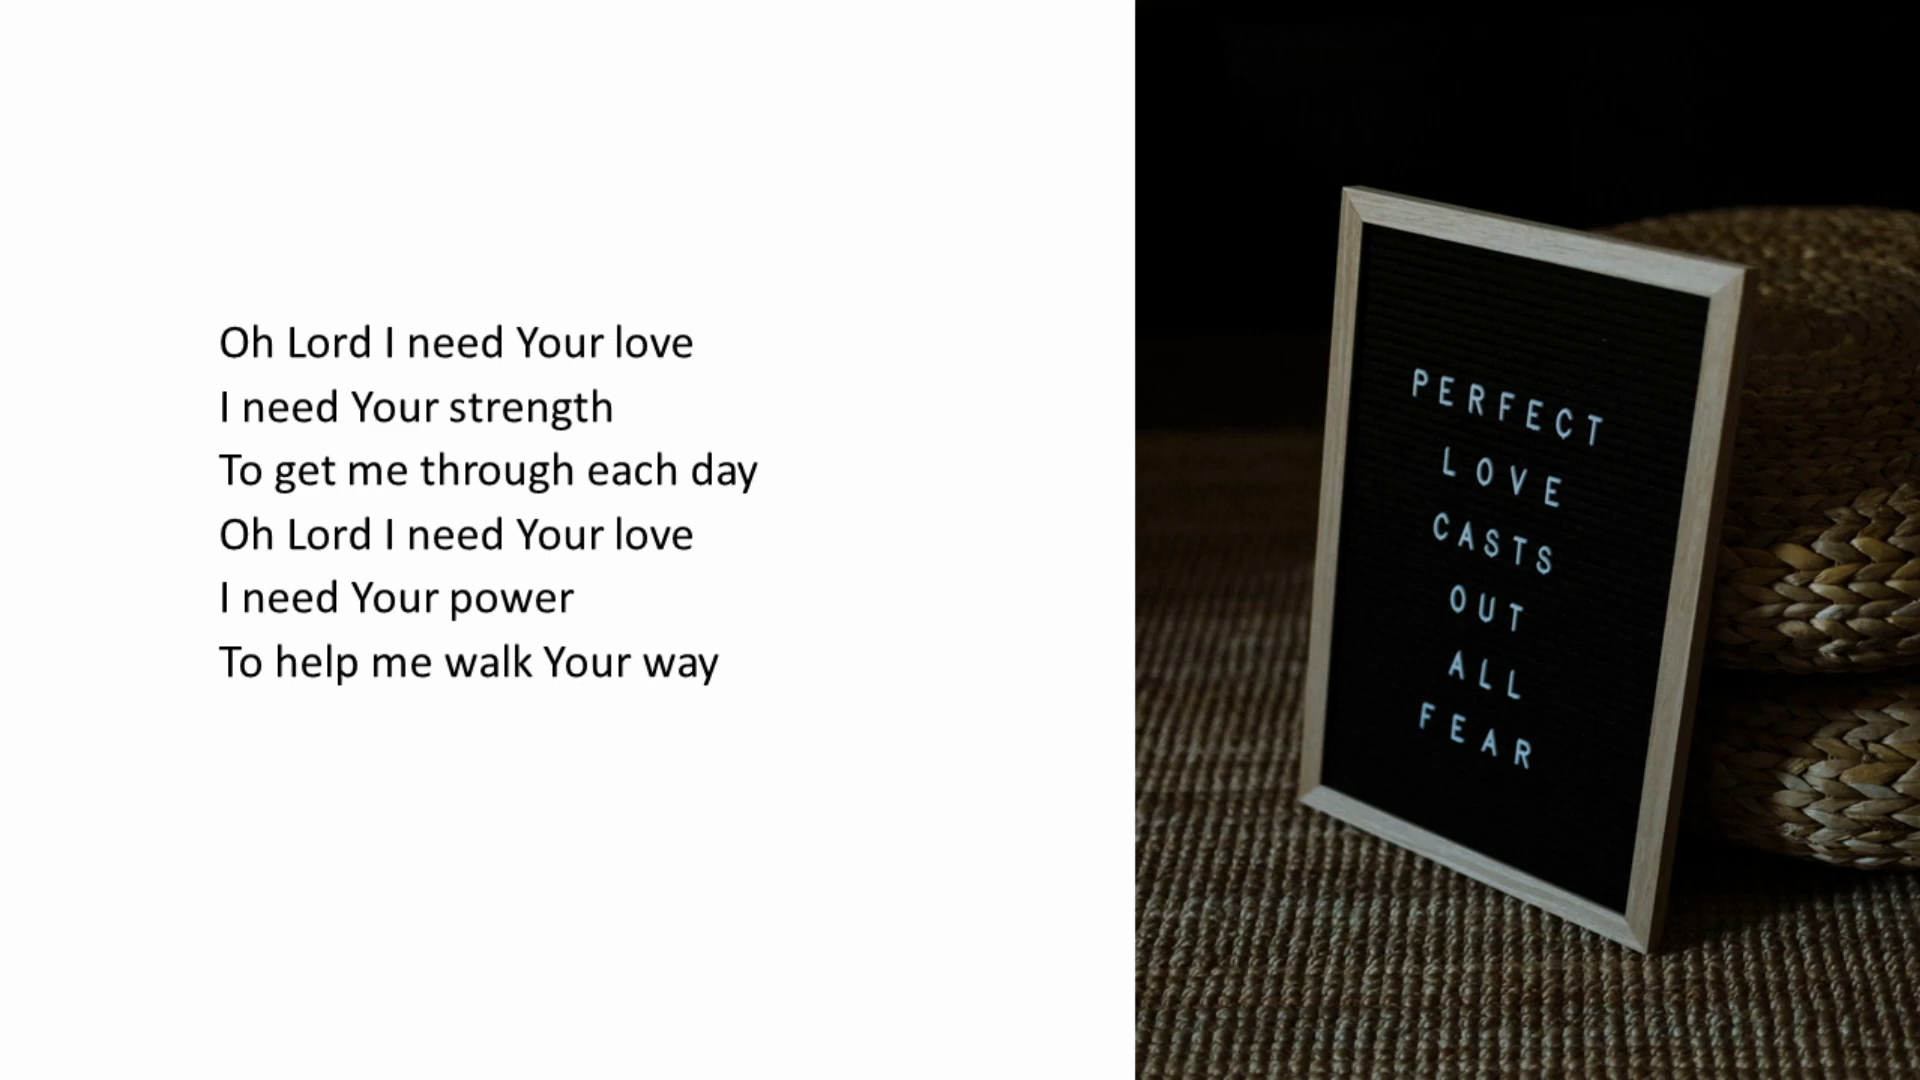 Oh Lord I need Your love
I need Your strength
To get me through each day
Oh Lord I need Your love
I need Your power
To help me walk Your way
PERFECT
LOVE
CASTS
OUT
ALL
FEAR